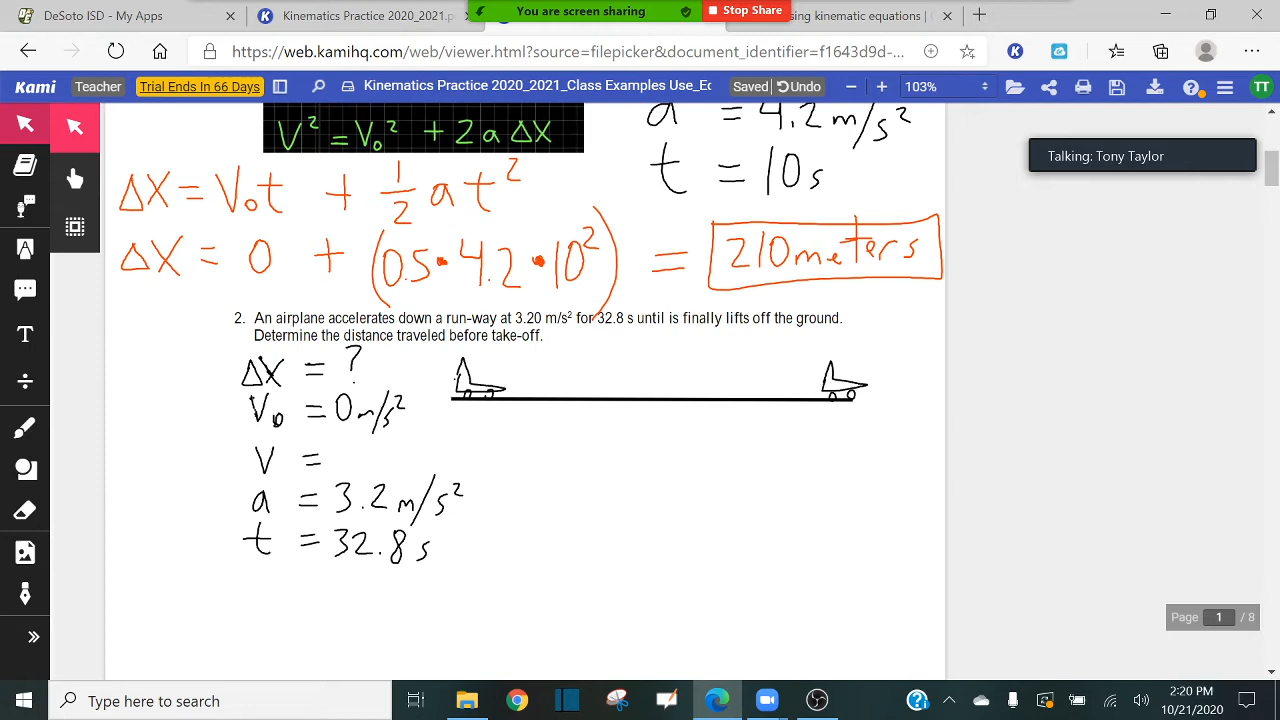 DeSoto ISD - My Apps
Kinematics Practice 2020_2021.p
You are screen sharing
Stop Share
sing kinematic equations (
https://web.kamihq.com/web/viewer.html?source=filepicker&document_identifier=f1643d9d-...
Kami
Teacher
Trial Ends In 66 Days
Kinematics Practice 2020_2021_Class Examples Use_Ec
Saved
Undo
103%
TT
V² = V₀² + 2 a ΔX
a = 4.2 m/s²
Talking: Tony Taylor
t = 10 s
ΔX = V₀t + 1/2 a t²
ΔX = 0 + (0.5 • 4.2 • 10²) = 210 meters
2. An airplane accelerates down a run-way at 3.20 m/s² for 32.8 s until is finally lifts off the ground.
Determine the distance traveled before take-off.
ΔX = ?
V₀ = 0 m/s²
V =
a = 3.2 m/s²
t = 32.8 s
Page 1 / 8
Type here to search
2:20 PM
10/21/2020